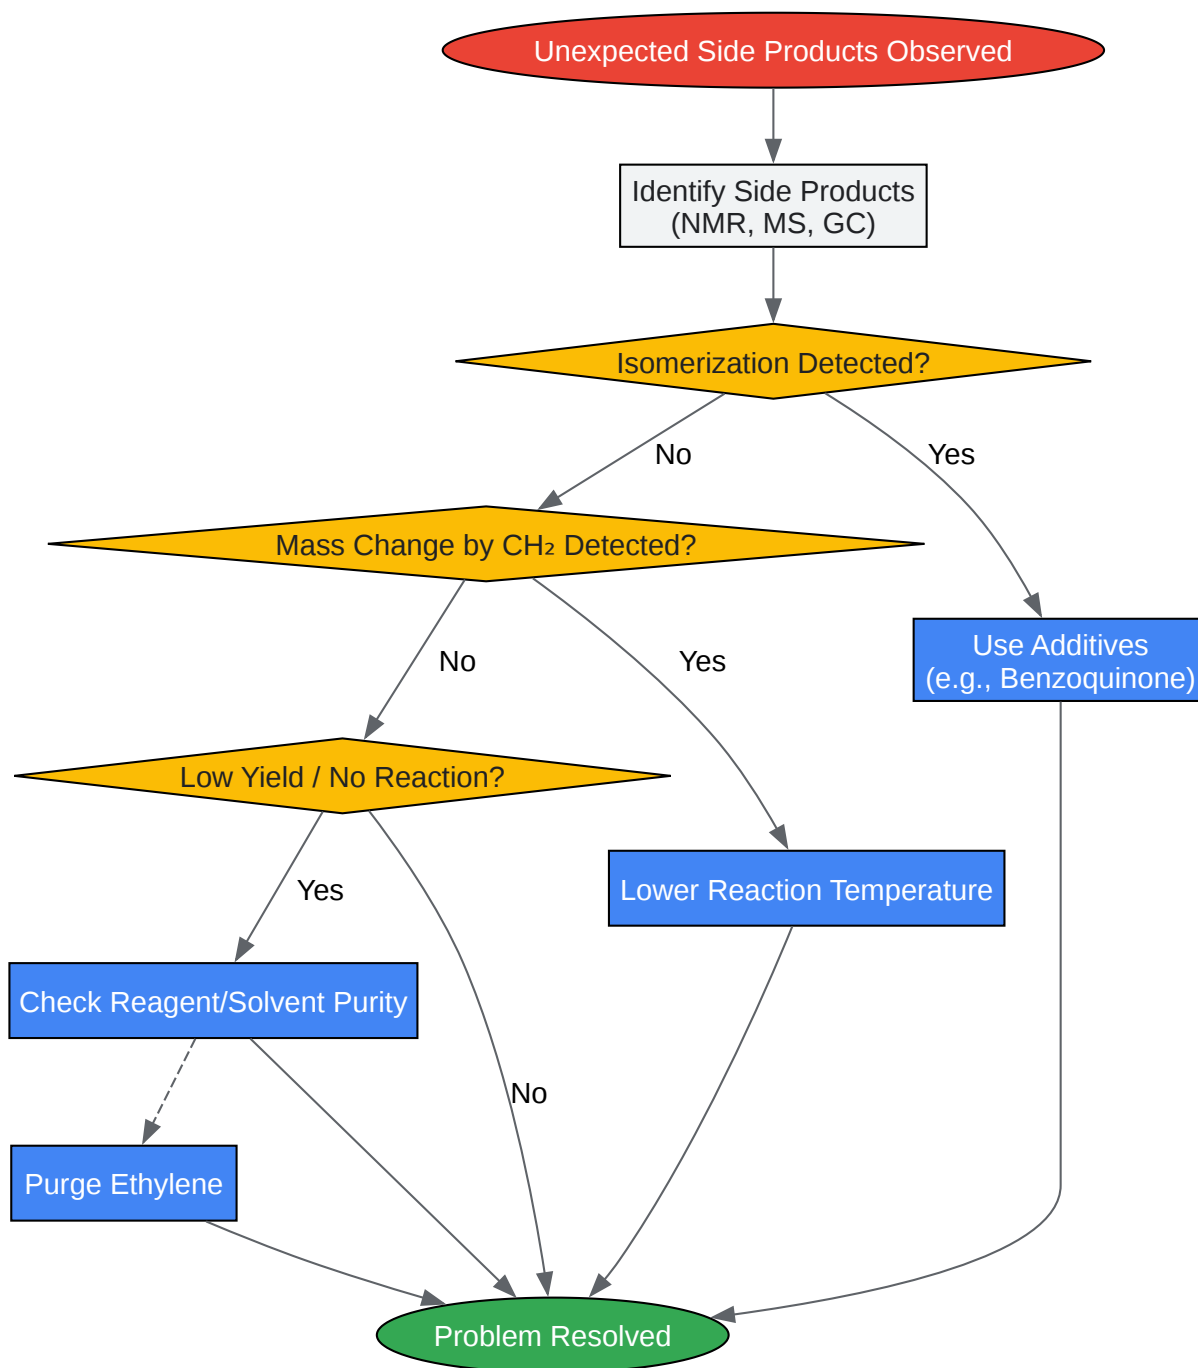 Unexpected Side Products Observed
Identify Side Products
(NMR, MS, GC)
Isomerization Detected?
No
Yes
Mass Change by CH₂ Detected?
Use Additives
(e.g., Benzoquinone)
No
Yes
Low Yield / No Reaction?
Lower Reaction Temperature
Yes
Check Reagent/Solvent Purity
No
Purge Ethylene
Problem Resolved